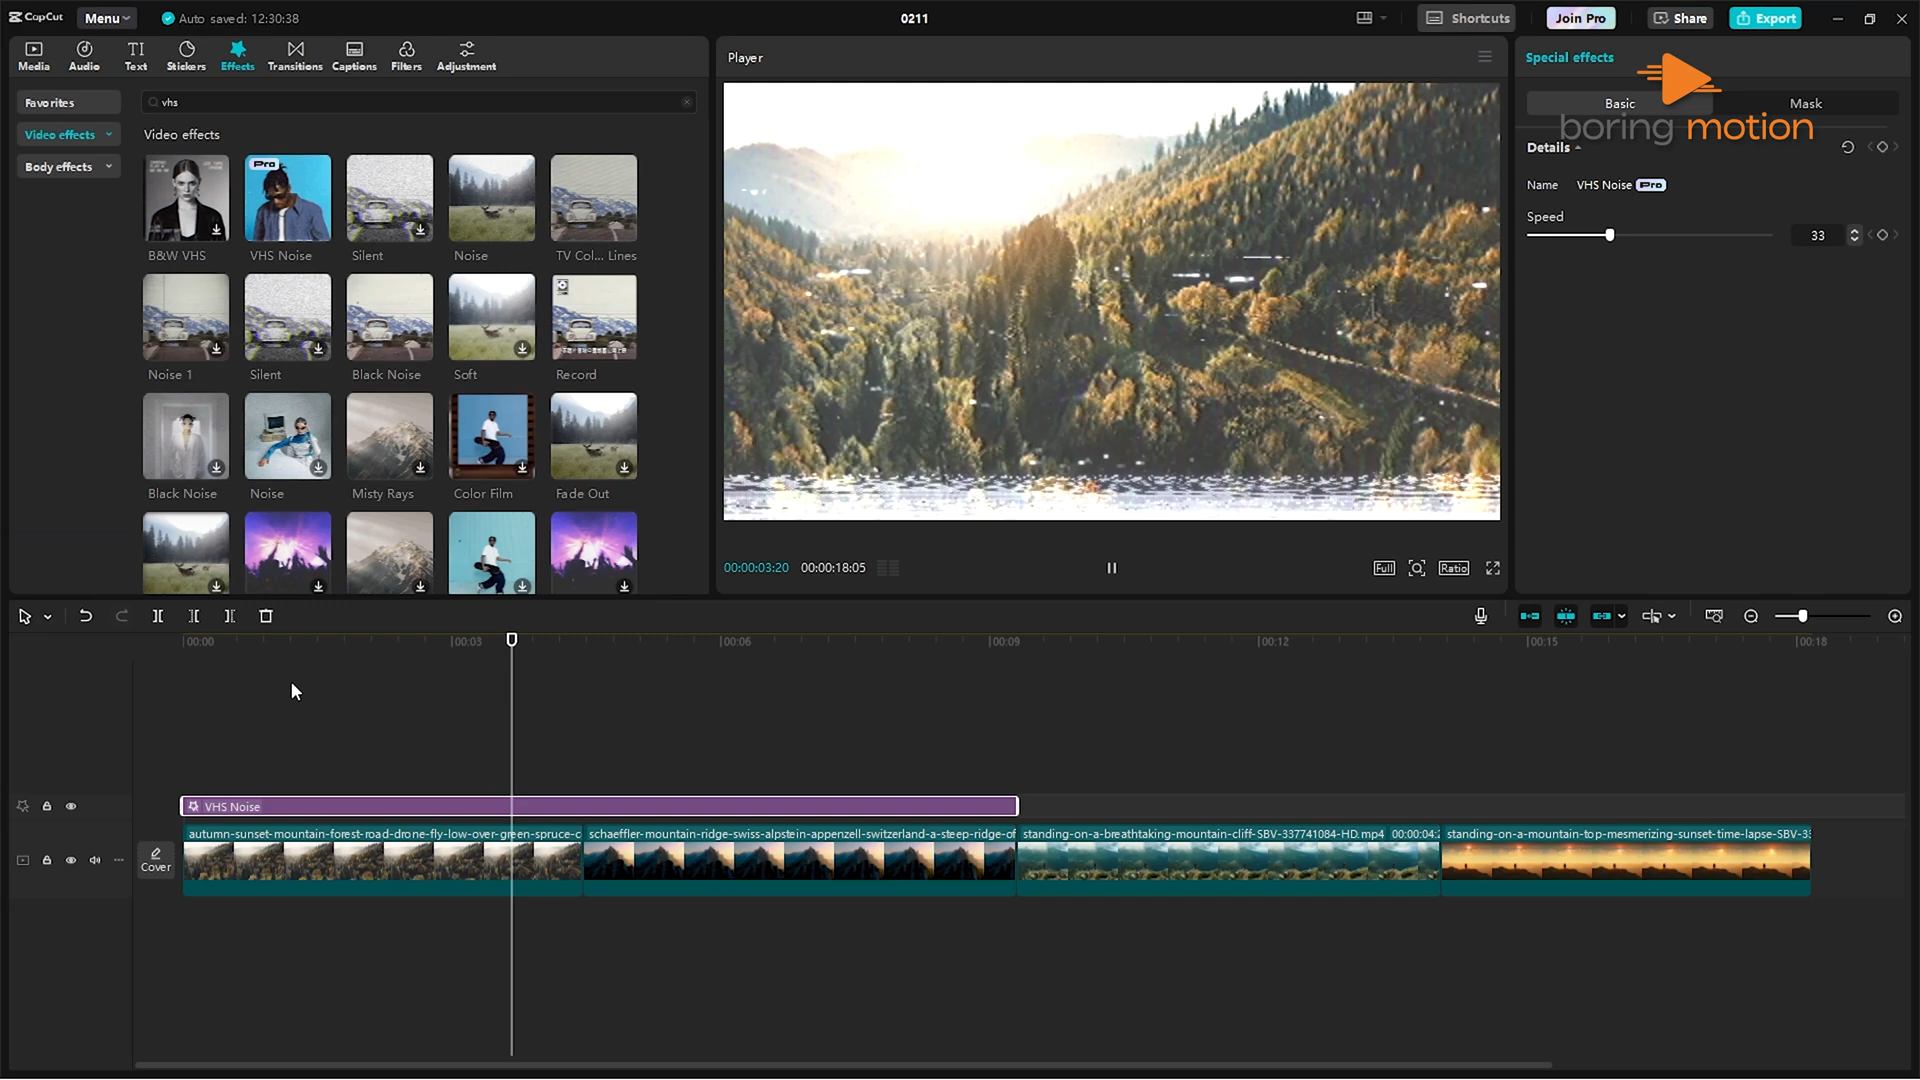 CapCut
Menu
Auto saved: 12:30:38
0211
Shortcuts
Join Pro
Share
Export
Media
Audio
TI
Text
Stickers
Effects
Transitions
Captions
Filters
Adjustment
Player
Special effects
Favorites
vhs
Basic
Mask
boring motion
Video effects
Video effects
Details
Body effects
Pro
Name
VHS Noise
Pro
Speed
33
B&W VHS
VHS Noise
Silent
Noise
TV Col... Lines
Noise 1
Silent
Black Noise
Soft
Record
Black Noise
Noise
Misty Rays
Color Film
Fade Out
00:00:03:20
00:00:18:05
Full
Ratio
00:00
00:03
00:06
00:09
00:12
00:15
00:18
VHS Noise
autumn-sunset-mountain-forest-road-drone-fly-low-over-green-spruce-c
schaeffler-mountain-ridge-swiss-alpstein-appenzell-switzerland-a-steep-ridge-of
standing-on-a-breathtaking-mountain-cliff-SBV-337741084-HD.mp4
00:00:04:2
standing-on-a-mountain-top-mesmerizing-sunset-time-lapse-SBV-33
Cover